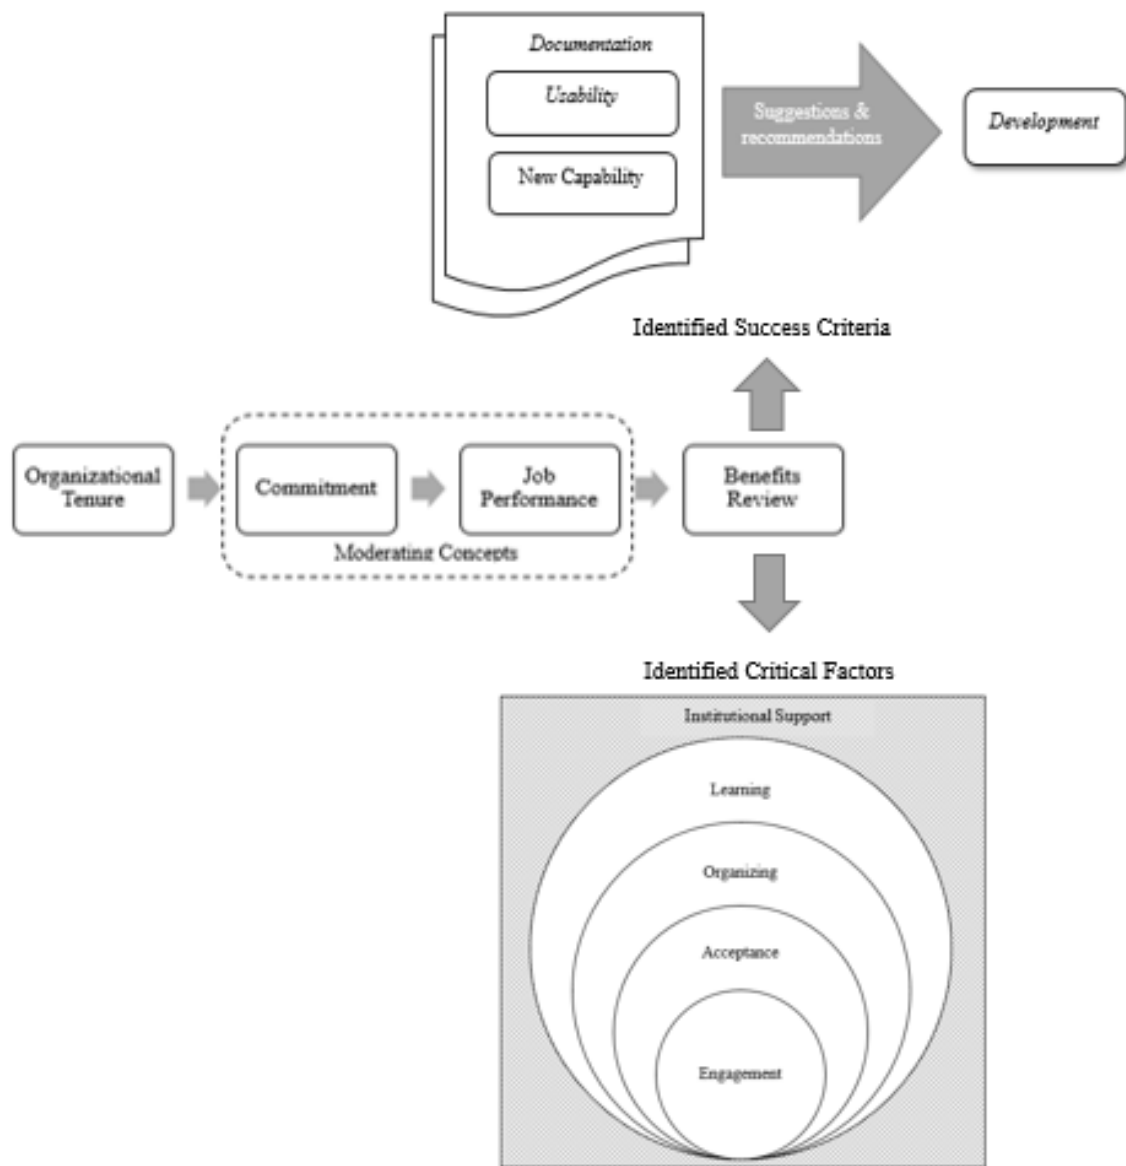 Documentation
Usability
New Capability
Suggestions &
recommendations
Development
Identified Success Criteria
Organizational
Tenure
Commitment
Job
Performance
Moderating Concepts
Benefits
Review
Identified Critical Factors
Institutional Support
Learning
Organizing
Acceptance
Engagement